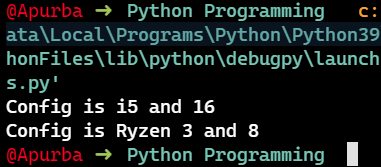 @Apurba → Python Programming c:
ata\Local\Programs\Python\Python39
honFiles\lib\python\debugpy\launch
s.py'
Config is i5 and 16
Config is Ryzen 3 and 8
@Apurba → Python Programming